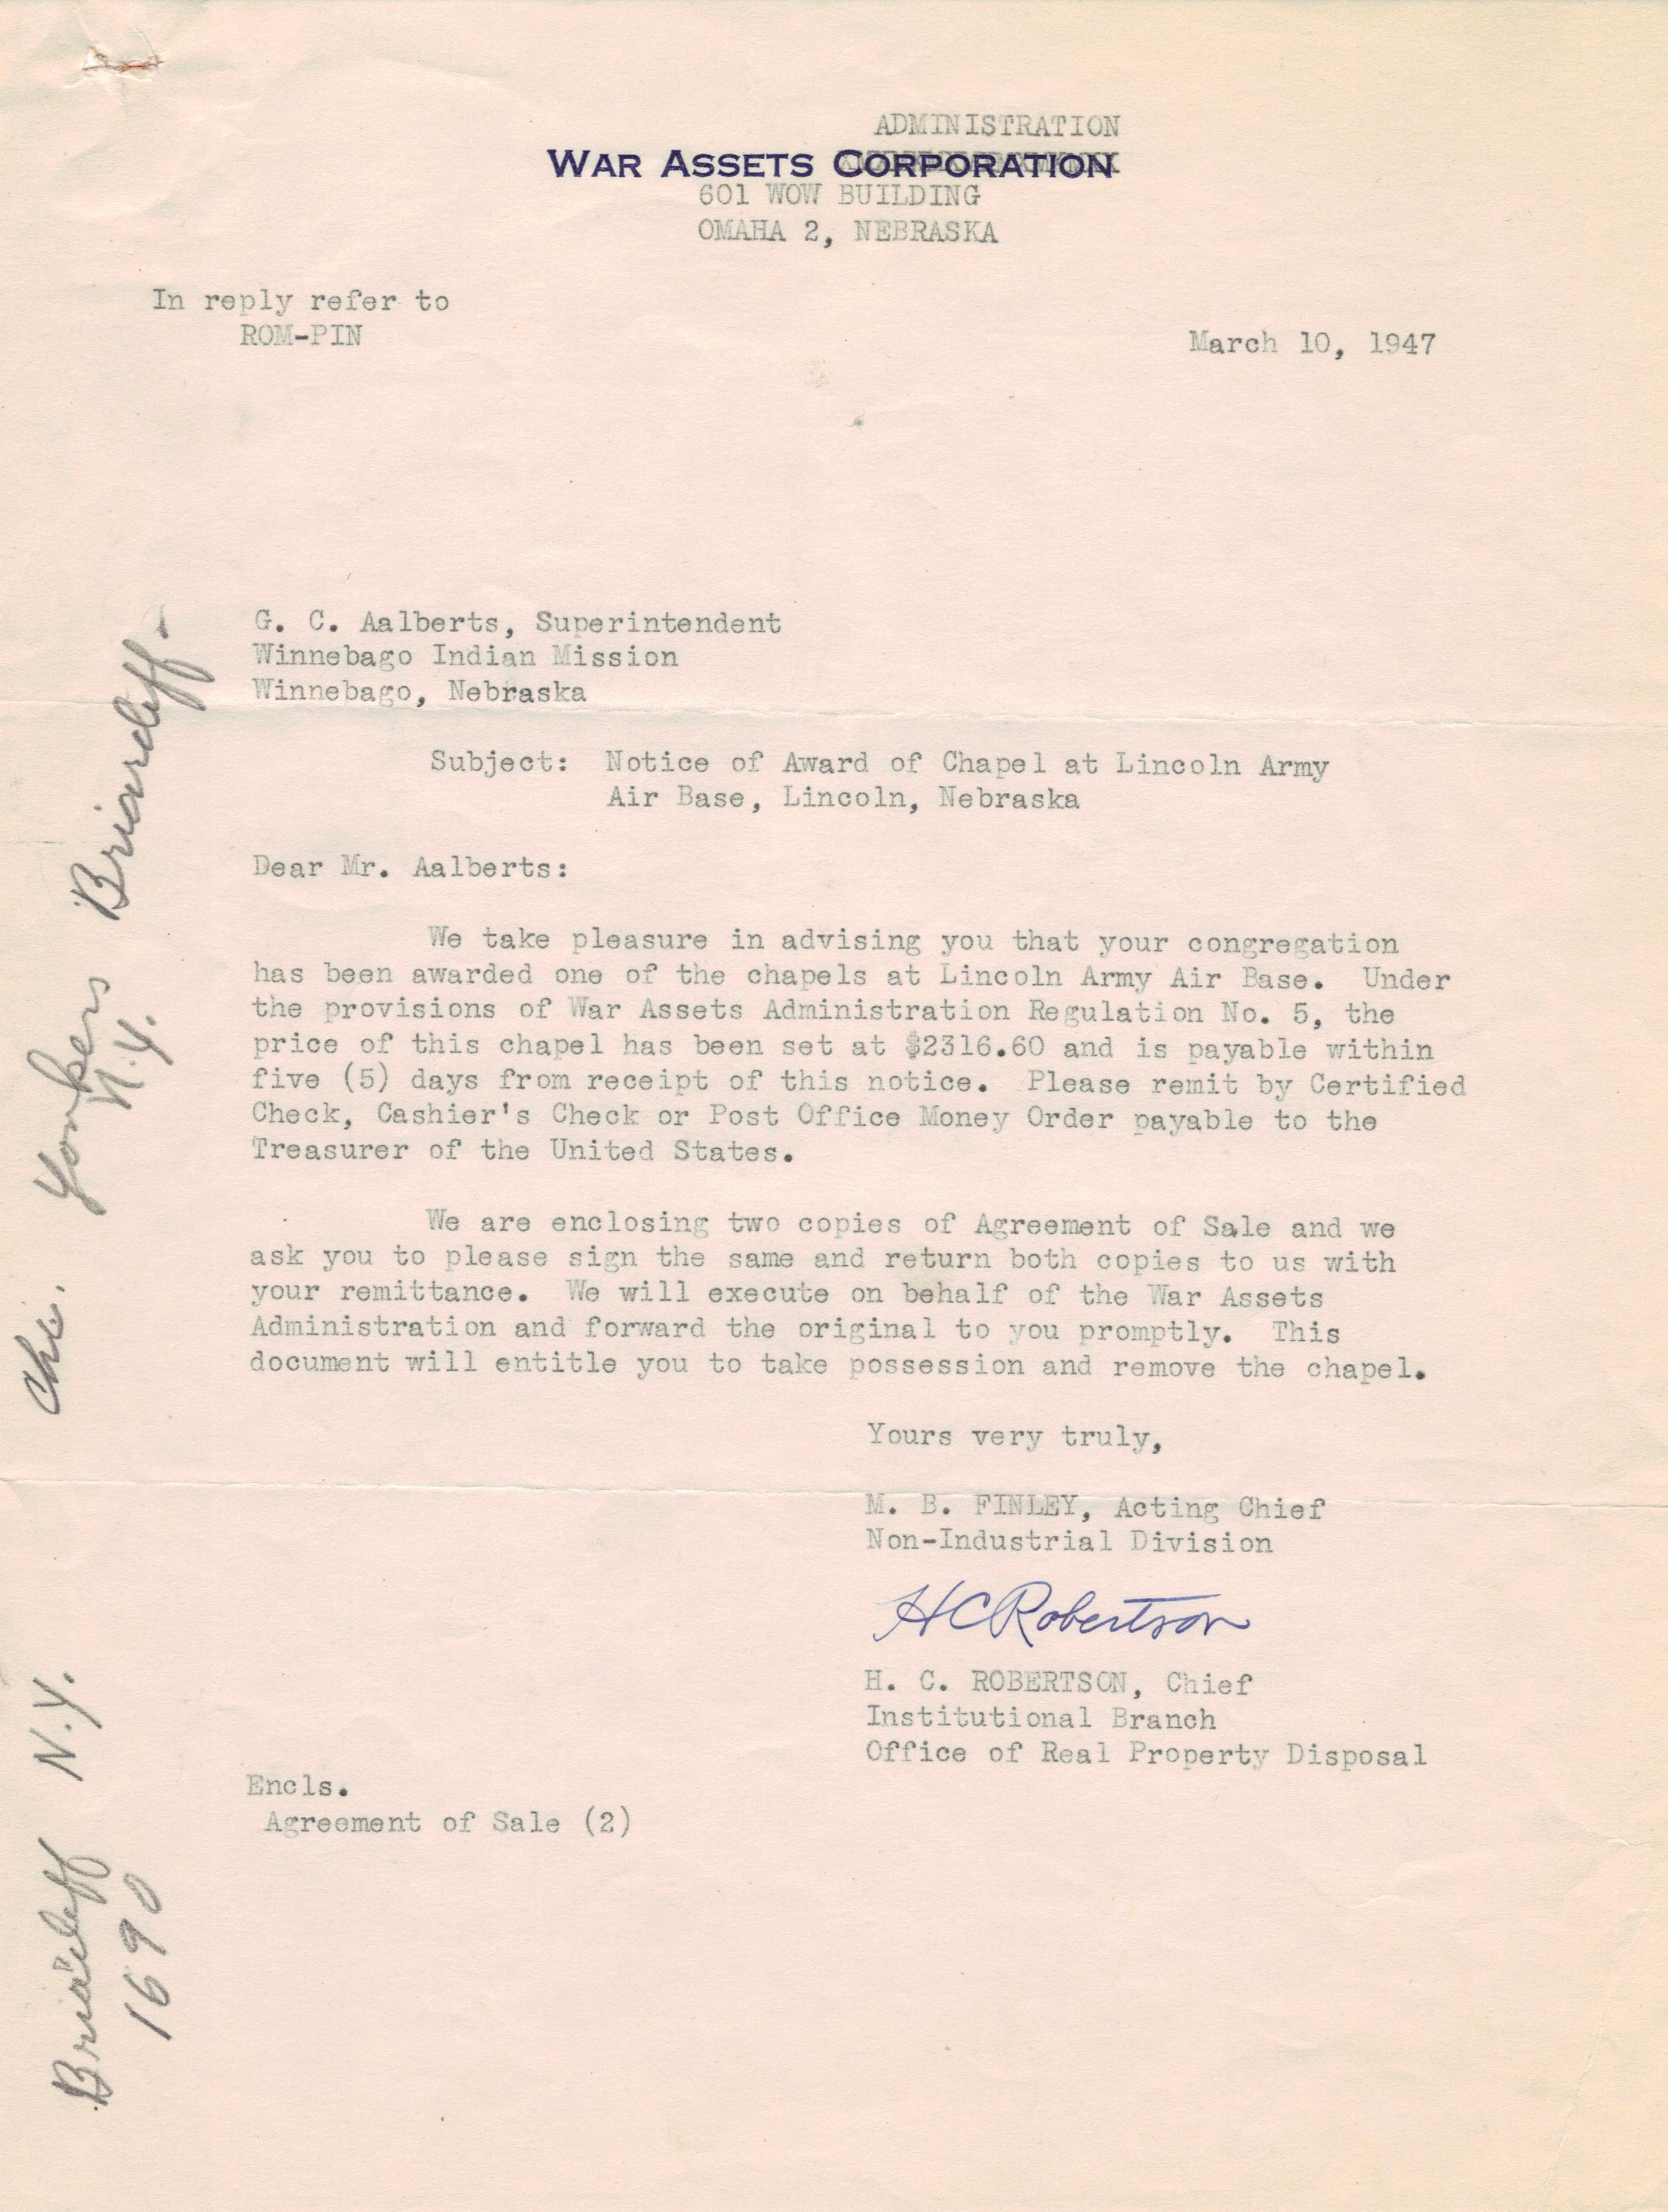 ADMINISTRATION
WAR ASSETS CORPORATION
601 WOW BUILDING
OMAHA 2, NEBRASKA
In reply refer to
ROM-PIN
March 10, 1947
G. C. Aalberts, Superintendent
Winnebago Indian Mission
Winnebago, Nebraska
Subject: Notice of Award of Chapel at Lincoln Army
Air Base, Lincoln, Nebraska
Dear Mr. Aalberts:
We take pleasure in advising you that your congregation
has been awarded one of the chapels at Lincoln Army Air Base. Under
the provisions of War Assets Administration Regulation No. 5, the
price of this chapel has been set at $2316.60 and is payable within
five (5) days from receipt of this notice. Please remit by Certified
Check, Cashier's Check or Post Office Money Order payable to the
Treasurer of the United States.
We are enclosing two copies of Agreement of Sale and we
ask you to please sign the same and return both copies to us with
your remittance. We will execute on behalf of the War Assets
Administration and forward the original to you promptly. This
document will entitle you to take possession and remove the chapel.
Yours very truly,
M. B. FINLEY, Acting Chief
Non-Industrial Division
HCRobertson
H. C. ROBERTSON, Chief
Institutional Branch
Office of Real Property Disposal
Encls.
Agreement of Sale (2)
Chi. Yonkers Briarcliff.
N.Y.
Briarcliff N.Y.
1690